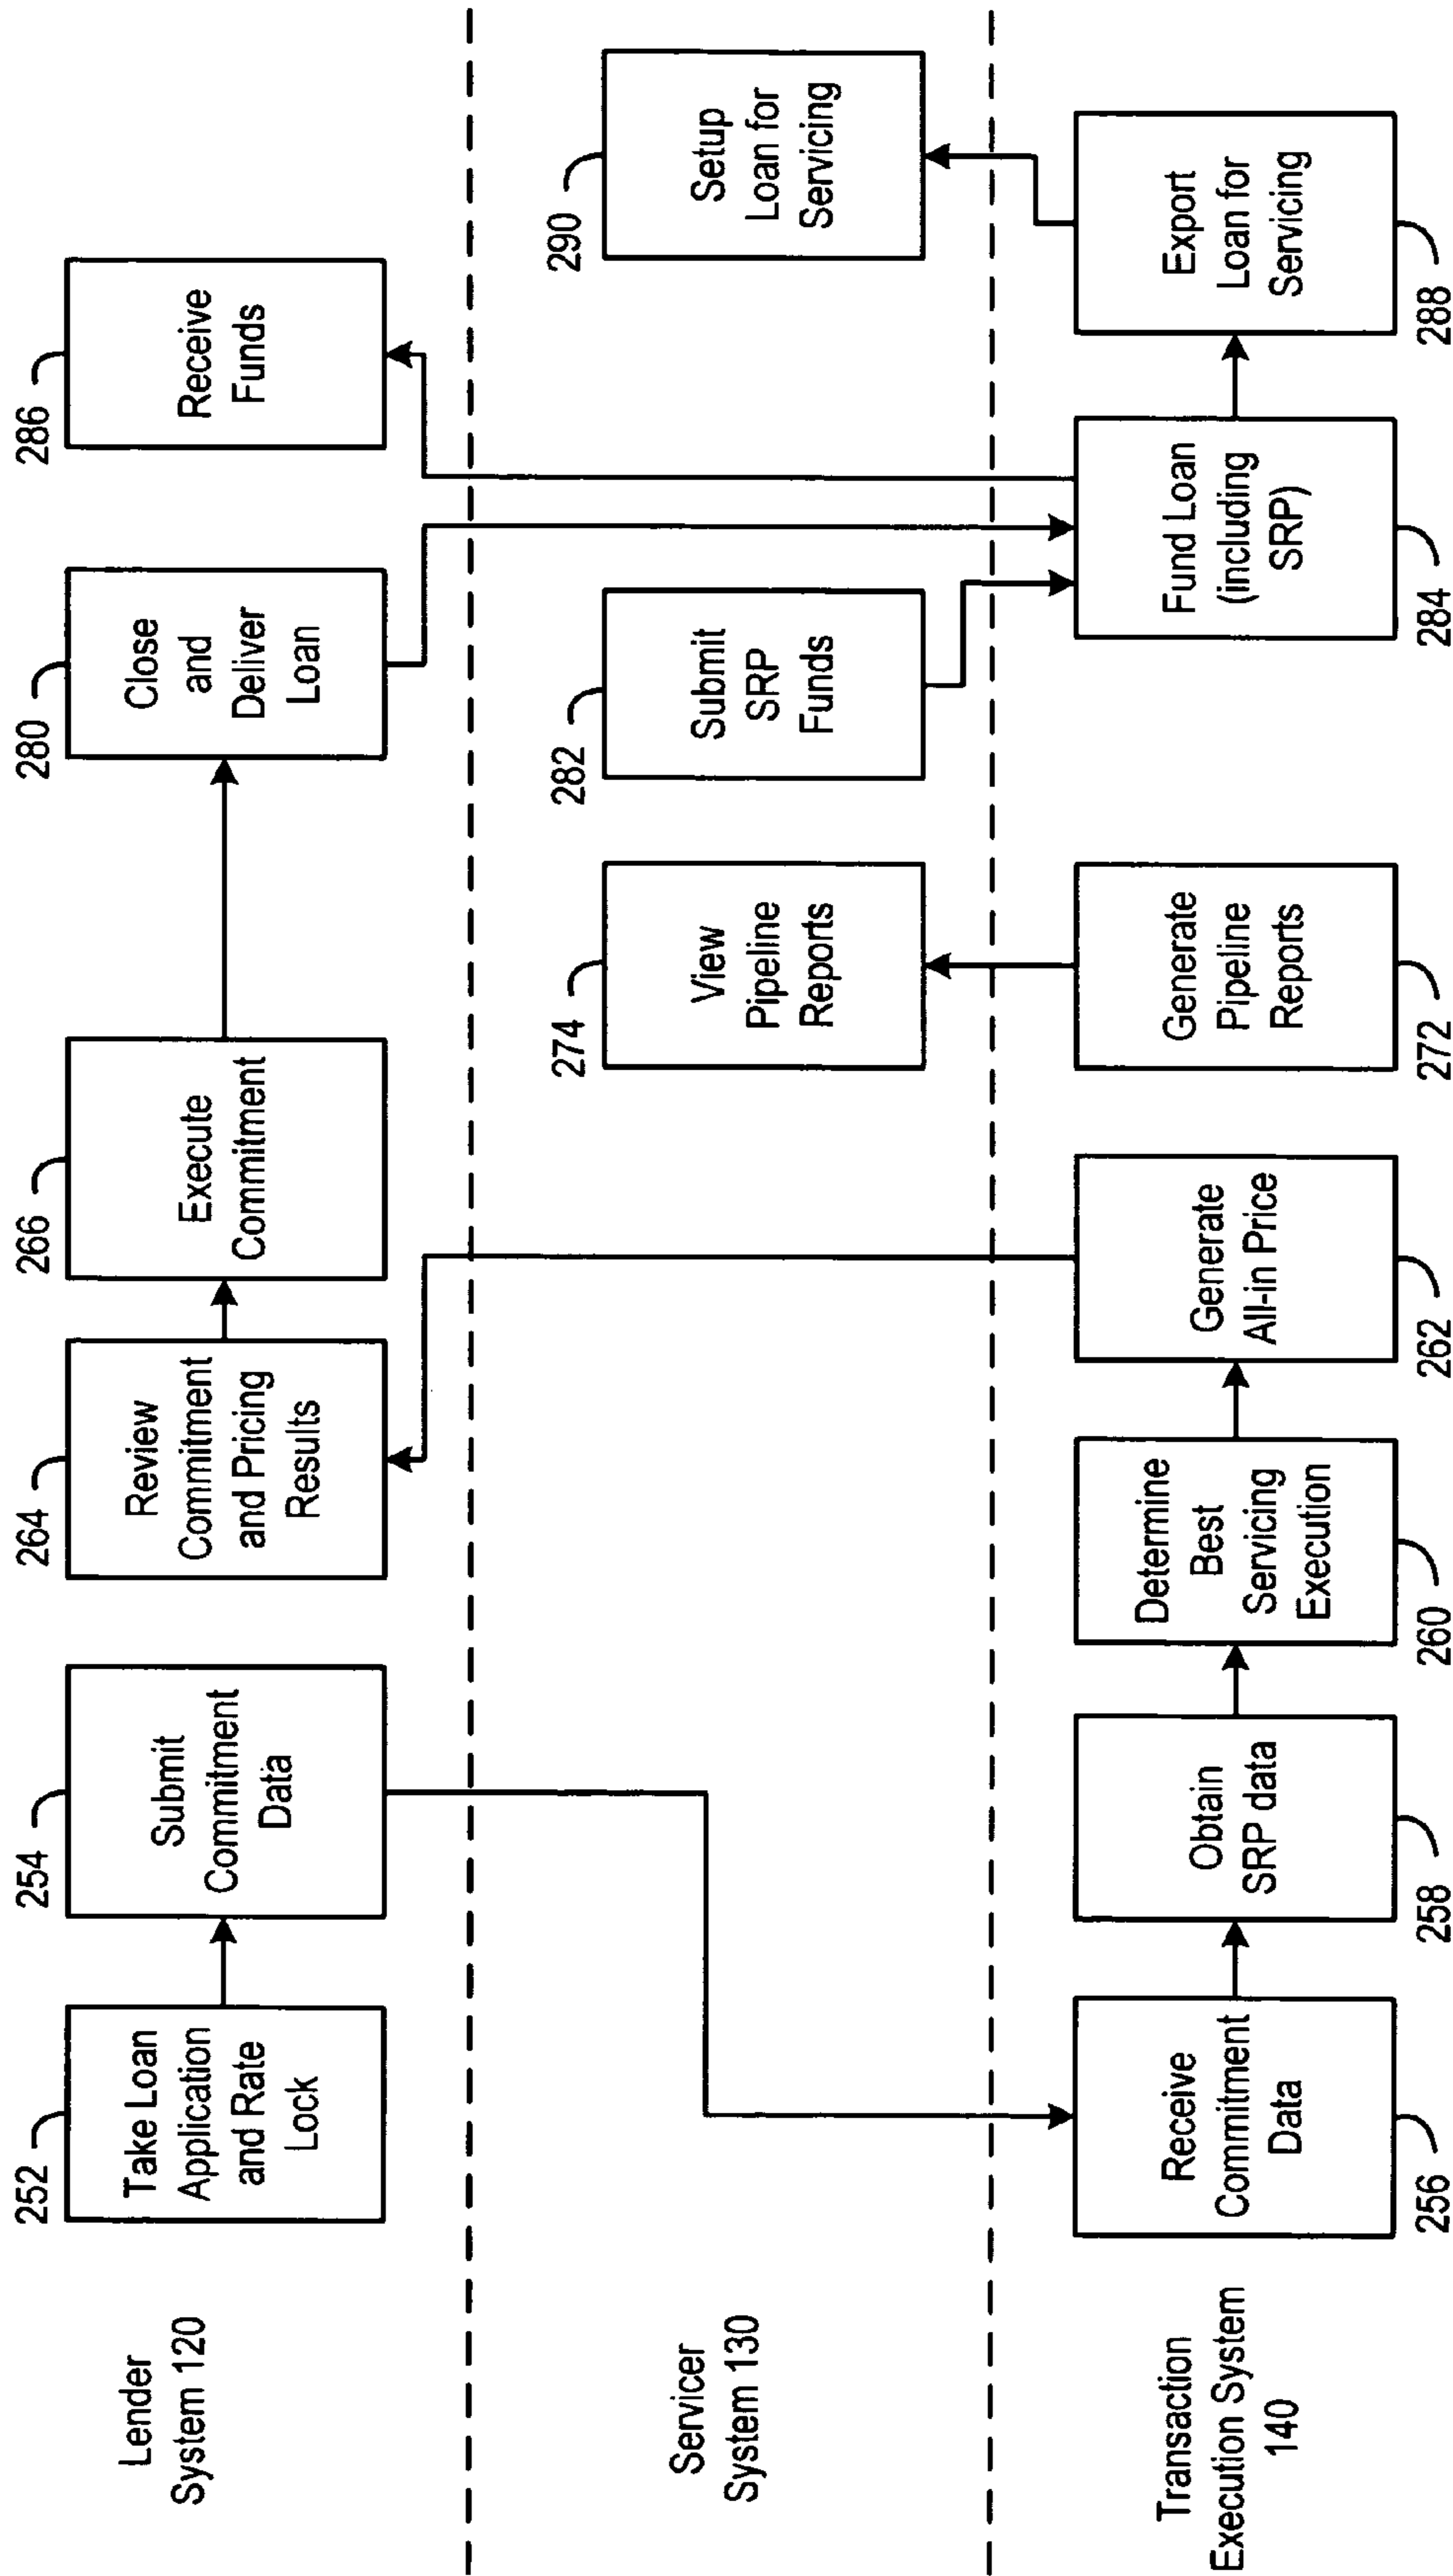 Lender
System 120
252
Take Loan
Application
and Rate
Lock
254
Submit
Commitment
Data
264
Review
Commitment
and Pricing
Results
266
Execute
Commitment
280
Close
and
Deliver
Loan
286
Receive
Funds
Servicer
System 130
274
View
Pipeline
Reports
282
Submit
SRP
Funds
290
Setup
Loan for
Servicing
Transaction
Execution System
140
Receive
Commitment
Data
256
Obtain
SRP data
258
Determine
Best
Servicing
Execution
260
Generate
All-in Price
262
Generate
Pipeline
Reports
272
Fund Loan
(including
SRP)
284
Export
Loan for
Servicing
288